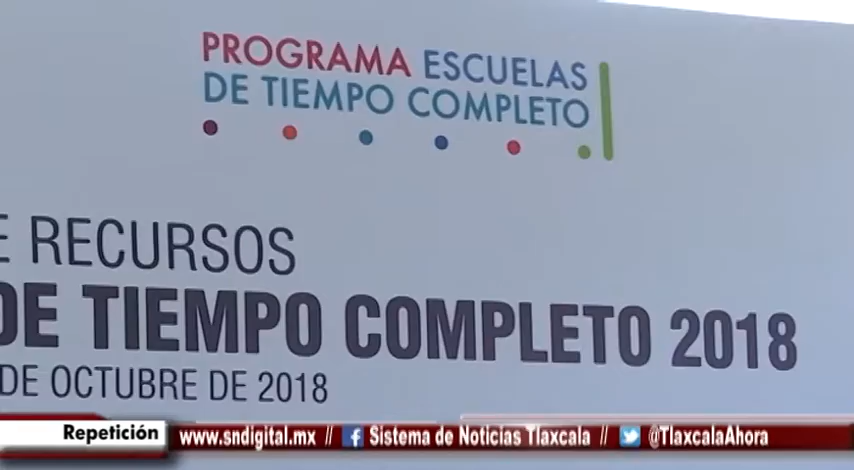 PROGRAMA ESCUELAS
DE TIEMPO COMPLETO
E RECURSOS
DE TIEMPO COMPLETO 2018
DE OCTUBRE DE 2018
Repetición www.sndigital.mx // Sistema de Noticias Tlaxcala // @TlaxcalaAhora